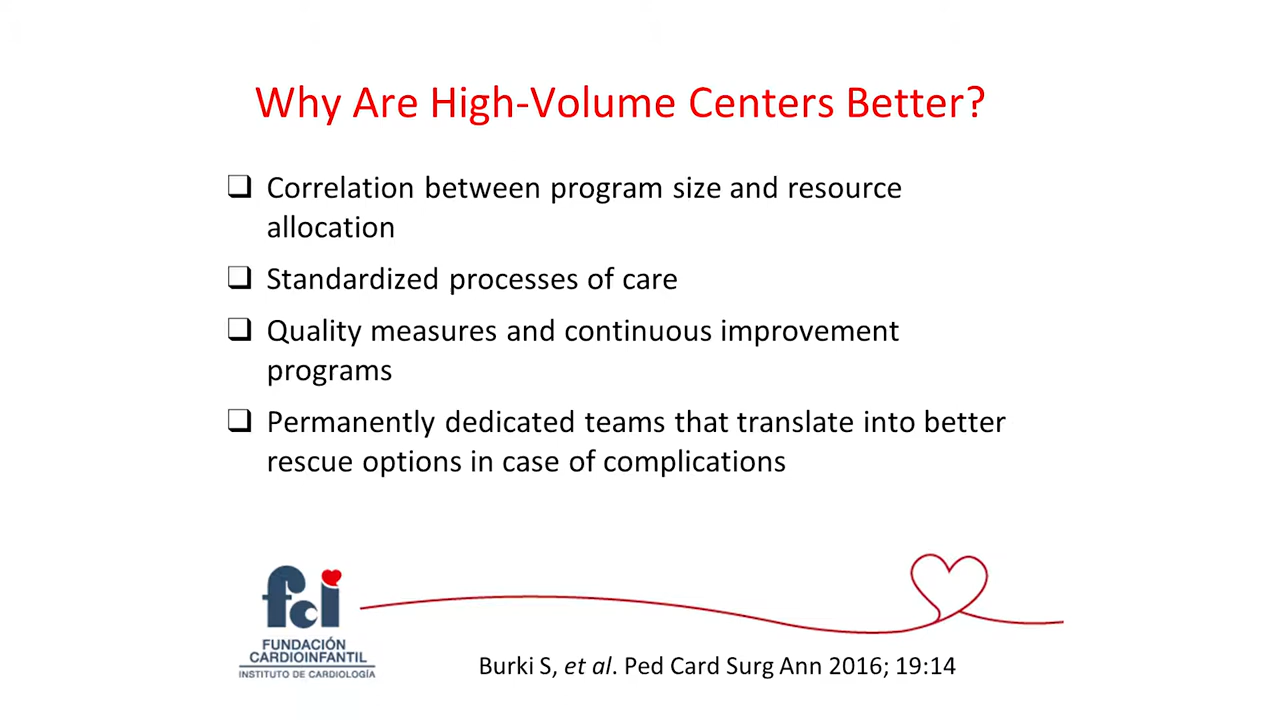 Why Are High-Volume Centers Better?
❑ Correlation between program size and resource
allocation
❑ Standardized processes of care
❑ Quality measures and continuous improvement
programs
❑ Permanently dedicated teams that translate into better
rescue options in case of complications
fci
FUNDACIÓN
CARDIOINFANTIL
INSTITUTO DE CARDIOLOGÍA
Burki S, et al. Ped Card Surg Ann 2016; 19:14